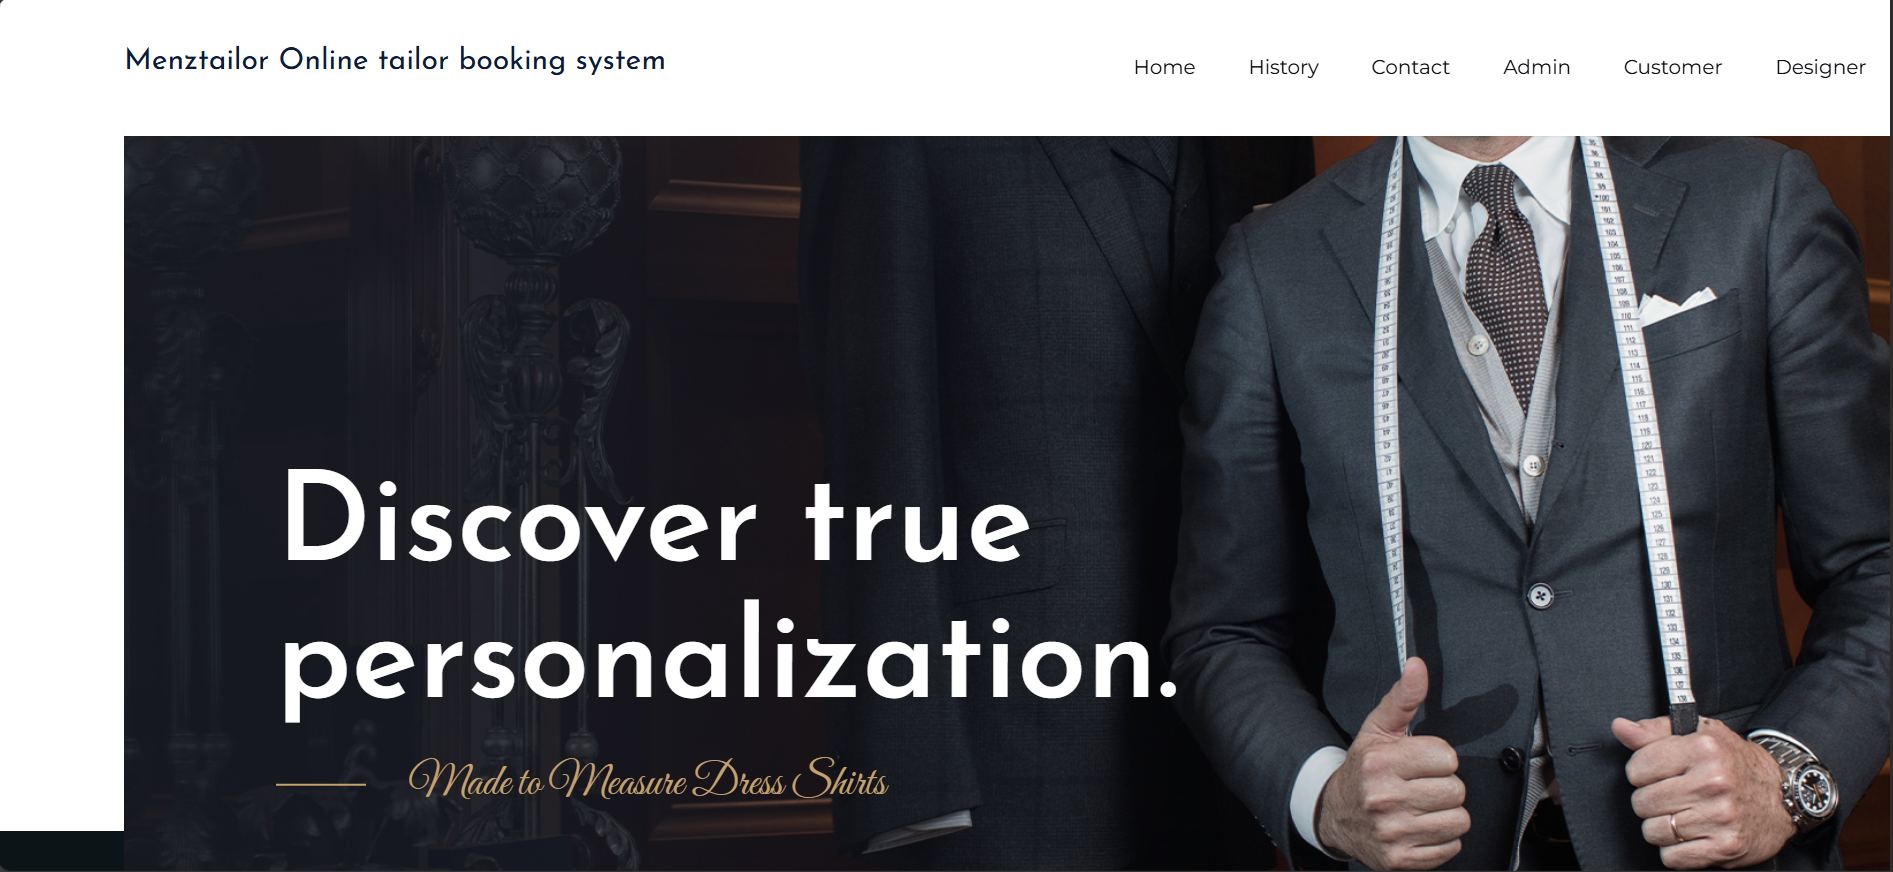 Menztailor Online tailor booking system
Home History Contact Admin Customer Designer
Discover true
personalization.
Made to Measure Dress Shirts